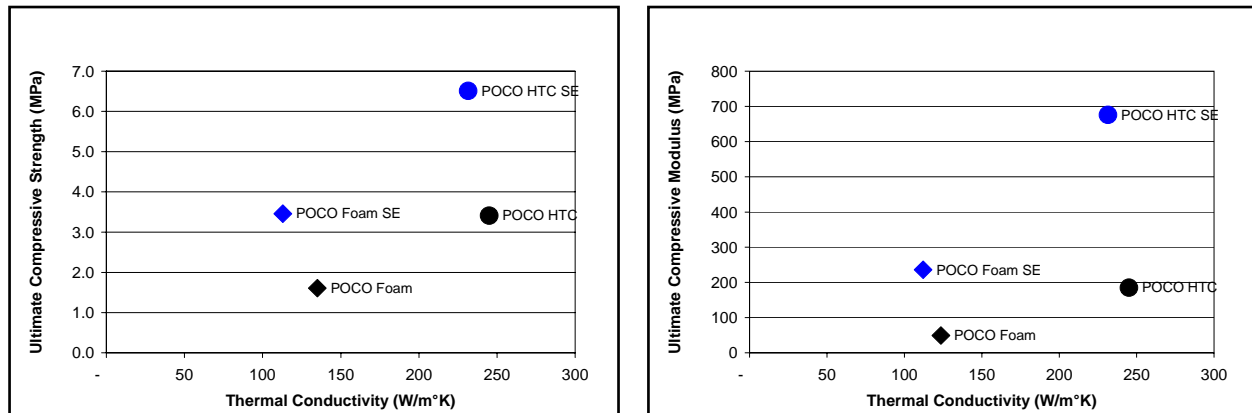 Ultimate Compressive Strength (MPa)
7.0
6.0
5.0
4.0
3.0
2.0
1.0
0.0
POCO HTC SE
POCO Foam SE
POCO HTC
POCO Foam
-
50
100
150
200
250
300
Thermal Conductivity (W/m°K)
Ultimate Compressive Modulus (MPa)
800
700
600
500
400
300
200
100
0
POCO HTC SE
POCO Foam SE
POCO HTC
POCO Foam
-
50
100
150
200
250
300
Thermal Conductivity (W/m°K)